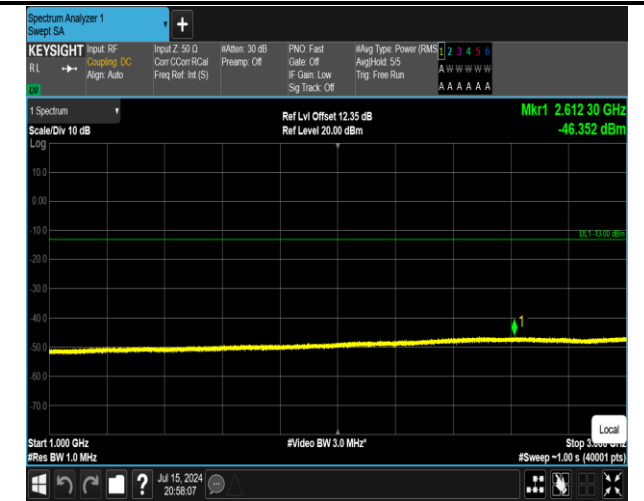 Spectrum Analyzer 1
Swept SA
KEYSIGHT
RL
Input: RF
Coupling: DC
Align: Auto
Input Z: 50 Ω
Corr CCorr RCal
Freq Ref: Int (S)
#Atten: 30 dB
Preamp: Off
PNO: Fast
Gate: Off
IF Gain: Low
Sig Track: Off
#Avg Type: Power (RMS
Avg|Hold: 5/5
Trig: Free Run
1 2 3 4 5 6
A W W W W W
A A A A A A
1 Spectrum
Scale/Div 10 dB
Log
Ref Lvl Offset 12.35 dB
Ref Level 20.00 dBm
Mkr1 2.612 30 GHz
-46.352 dBm
10.0
0.00
DL1 -13.00 dBm
-20.0
-30.0
-40.0
1
-50.0
-60.0
-70.0
Local
Start 1.000 GHz
#Res BW 1.0 MHz
#Video BW 3.0 MHz*
Stop 3.000 GHz
#Sweep ~1.00 s (40001 pts)
?
Jul 15, 2024
20:58:07